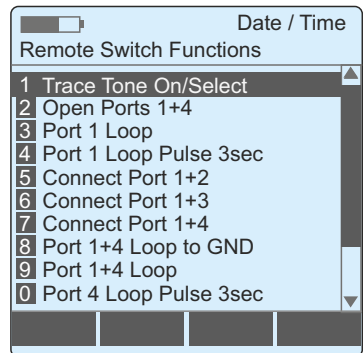 Date / Time
Remote Switch Functions
1 Trace Tone On/Select
2 Open Ports 1+4
3 Port 1 Loop
4 Port 1 Loop Pulse 3sec
5 Connect Port 1+2
6 Connect Port 1+3
7 Connect Port 1+4
8 Port 1+4 Loop to GND
9 Port 1+4 Loop
0 Port 4 Loop Pulse 3sec